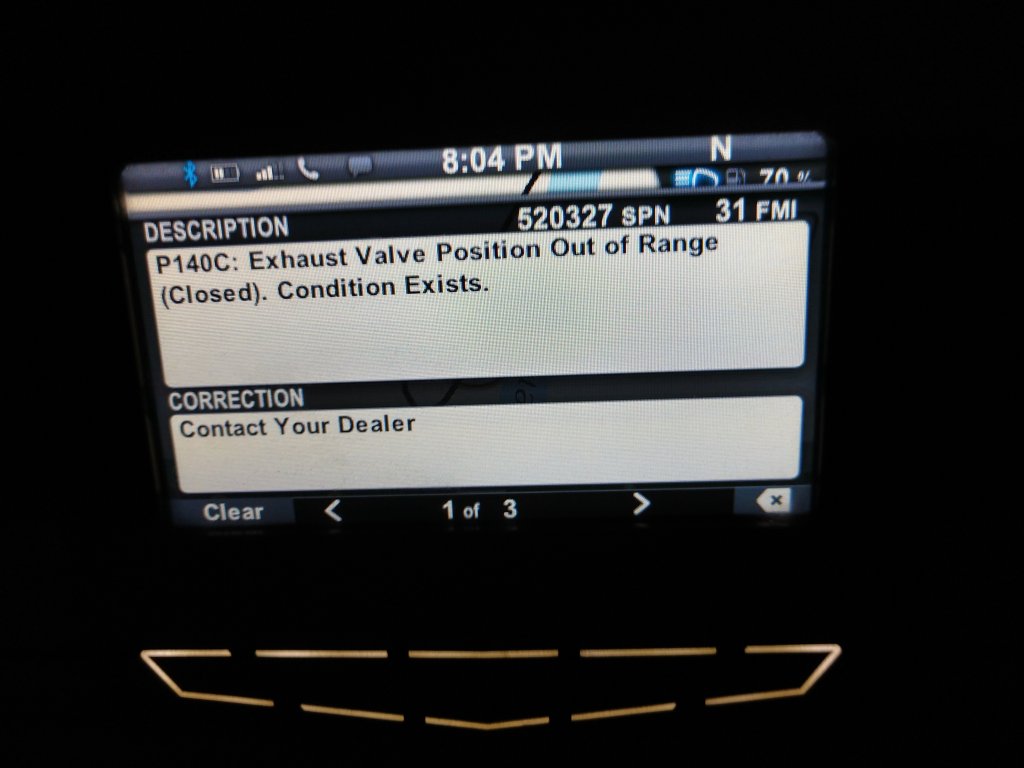 8:04 PM
N
70 %
DESCRIPTION
520327 SPN
31 FMI
P140C: Exhaust Valve Position Out of Range
(Closed). Condition Exists.
CORRECTION
Contact Your Dealer
Clear
<
1 of 3
>